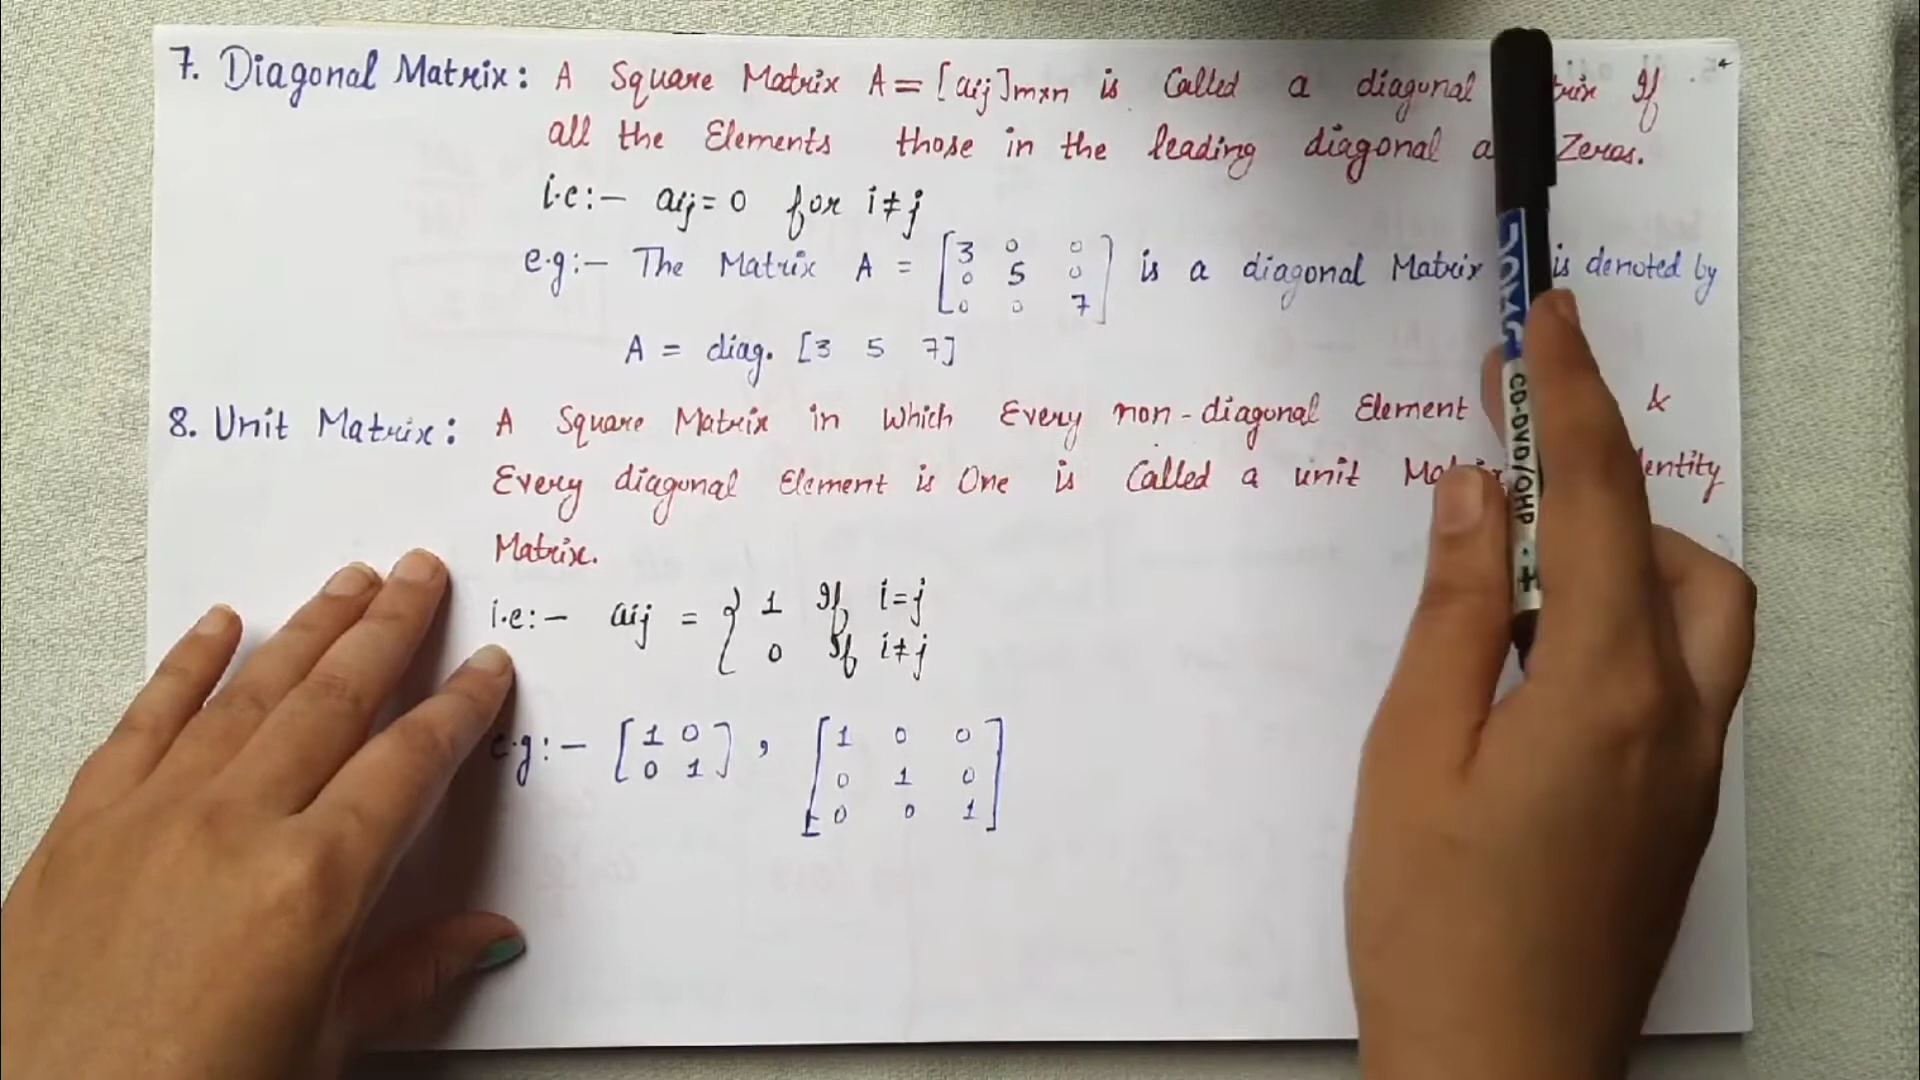 7. Diagonal Matrix: A Square Matrix A = [aij]m×n is Called a diagonal If
all the Elements those in the leading diagonal Zeros.
i.e:- aij = 0 for i ≠ j
e.g:- The Matrix A = [3 0 0
0 5 0
0 0 7] is a diagonal Matrix is denoted by
A = diag. [3 5 7]
8. Unit Matrix: A Square Matrix in Which Every non-diagonal Element &
Every diagonal Element is One is Called a unit
Matrix.
i.e:- aij = { 1 If i = j
0 If i ≠ j
e.g:- [1 0
0 1] , [1 0 0
0 1 0
0 0 1]
CD-DVD/OHP